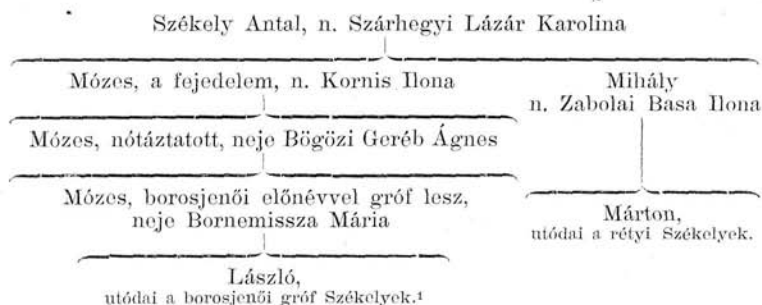 Székely Antal, n. Szárhegyi Lázár Karolina
Mózes, a fejedelem, n. Kornis Ilona
Mihály
n. Zabolai Basa Ilona
Mózes, nótáztatott, neje Bögözi Geréb Ágnes
Mózes, borosjenői előnévvel gróf lesz,
neje Bornemissza Mária
Márton,
utódai a rétyi Székelyek.
László,
utódai a borosjenői gróf Székelyek.¹